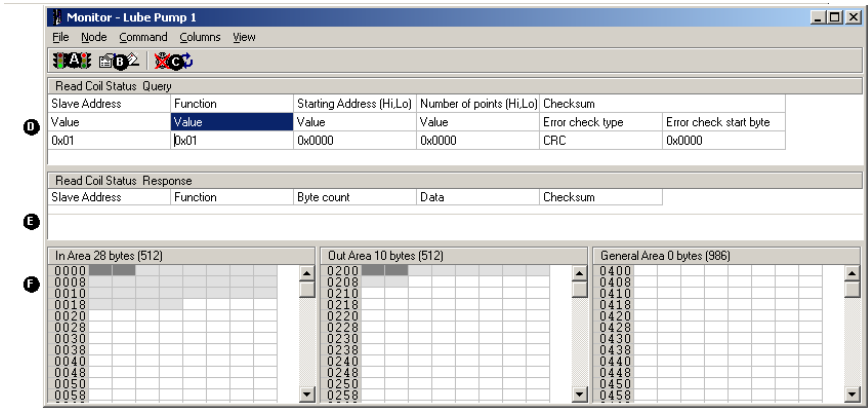 Monitor - Lube Pump 1
File Node Command Columns View
A B C
Read Coil Status Query
Slave Address Function Starting Address (Hi,Lo) Number of points (Hi,Lo) Checksum
D Value Value Value Value Error check type Error check start byte
0x01 0x01 0x0000 0x0000 CRC 0x0000
Read Coil Status Response
Slave Address Function Byte count Data Checksum
E
In Area 28 bytes (512) Out Area 10 bytes (512) General Area 0 bytes (986)
0000 0200 0400
F 0008 0208 0408
0010 0210 0410
0018 0218 0418
0020 0220 0420
0028 0228 0428
0030 0230 0430
0038 0238 0438
0040 0240 0440
0048 0248 0448
0050 0250 0450
0058 0258 0458